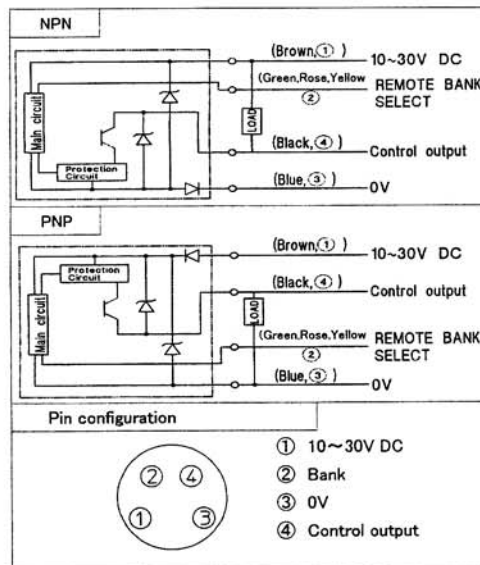 NPN
(Brown,①)
10~30V DC
(Green,Rose,Yellow
②
REMOTE BANK
SELECT
Main circuit
LOAD
(Black,④)
Control output
Protection
Circuit
(Blue,③)
0V
PNP
(Brown,①)
10~30V DC
Protection
Circuit
(Black,④)
Control output
Main circuit
LOAD
(Green,Rose,Yellow
②
REMOTE BANK
SELECT
(Blue,③)
0V
Pin configuration
① 10~30V DC
② Bank
③ 0V
④ Control output
② ④
① ③